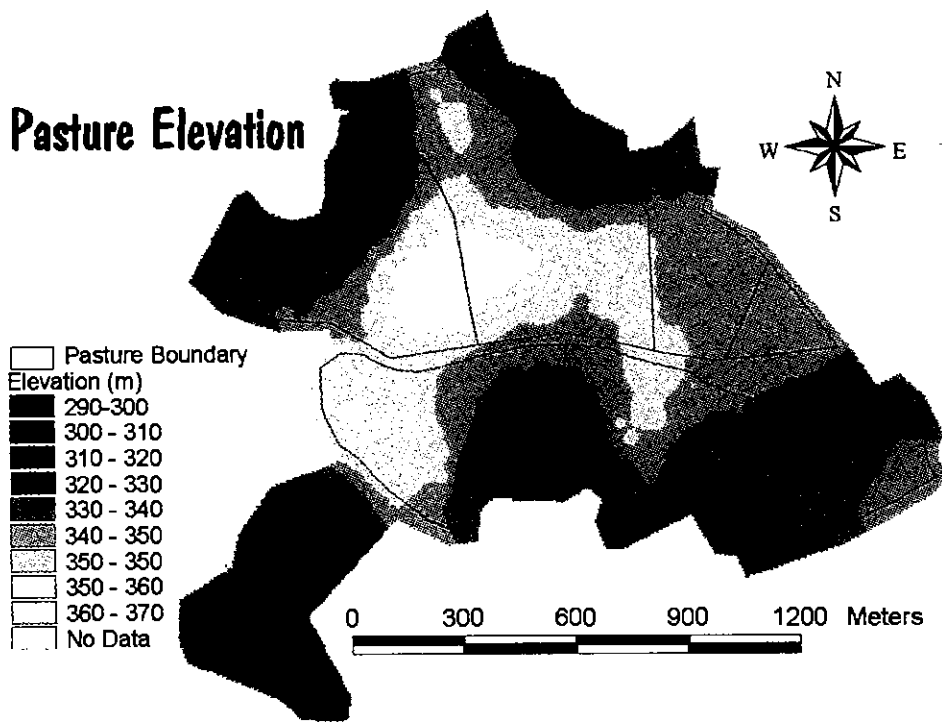 Pasture Elevation
N
W E
S
Pasture Boundary
Elevation (m)
290-300
300 - 310
310 - 320
320 - 330
330 - 340
340 - 350
350 - 350
350 - 360
360 - 370
No Data
0 300 600 900 1200 Meters